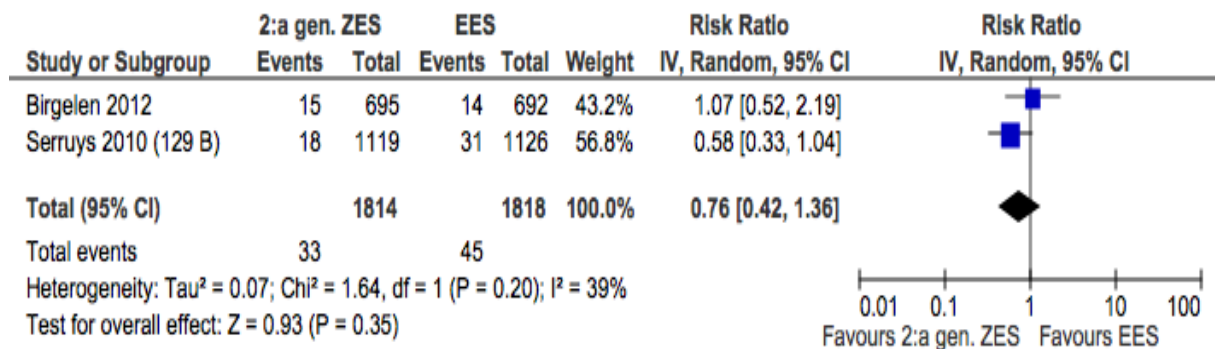 2:a gen. ZES EES Risk Ratio Risk Ratio
Study or Subgroup Events Total Events Total Weight IV, Random, 95% CI IV, Random, 95% CI
Birgelen 2012 15 695 14 692 43.2% 1.07 [0.52, 2.19]
Serruys 2010 (129 B) 18 1119 31 1126 56.8% 0.58 [0.33, 1.04]
Total (95% CI) 1814 1818 100.0% 0.76 [0.42, 1.36]
Total events 33 45
Heterogeneity: Tau² = 0.07; Chi² = 1.64, df = 1 (P = 0.20); I² = 39%
Test for overall effect: Z = 0.93 (P = 0.35)
0.01 0.1 1 10 100
Favours 2:a gen. ZES Favours EES